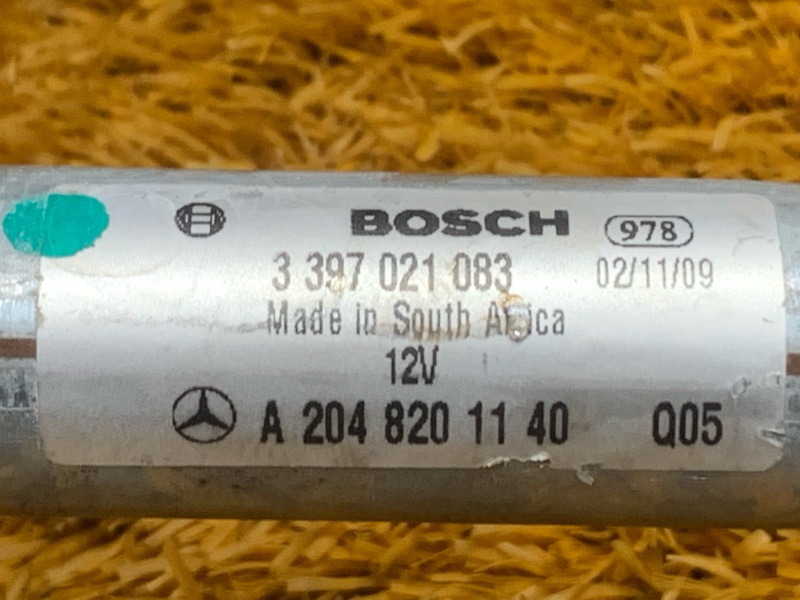 BOSCH 978
3 397 021 083 02/11/09
Made in South Africa
12V
A 204 820 11 40 Q05